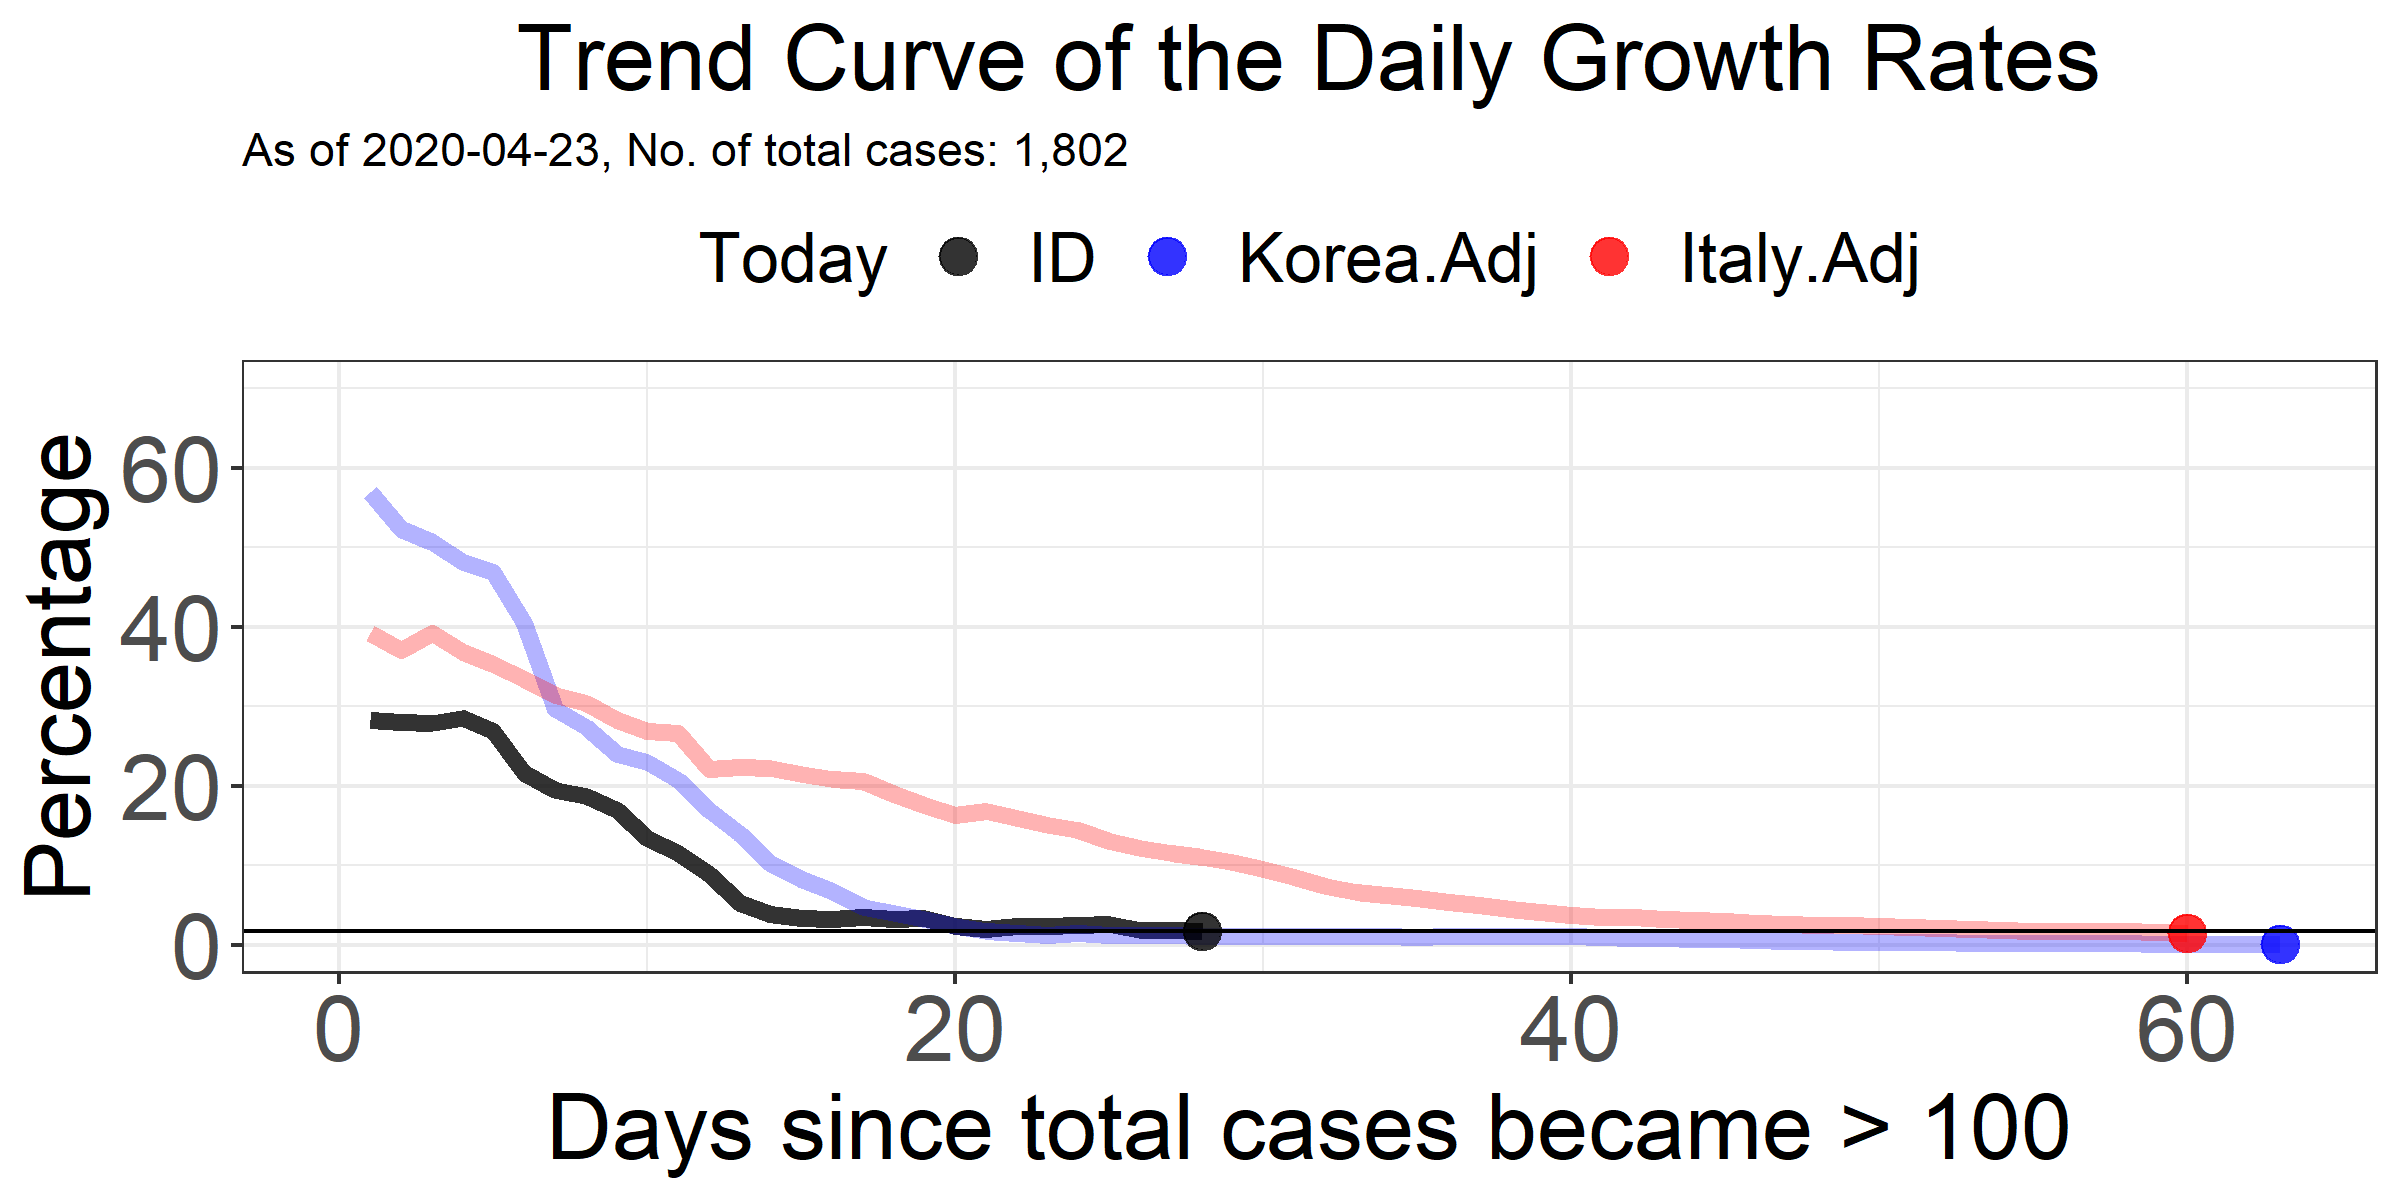 Trend Curve of the Daily Growth Rates
As of 2020-04-23, No. of total cases: 1,802
Today ID Korea.Adj Italy.Adj
Percentage
60
40
20
0
0 20 40 60
Days since total cases became > 100